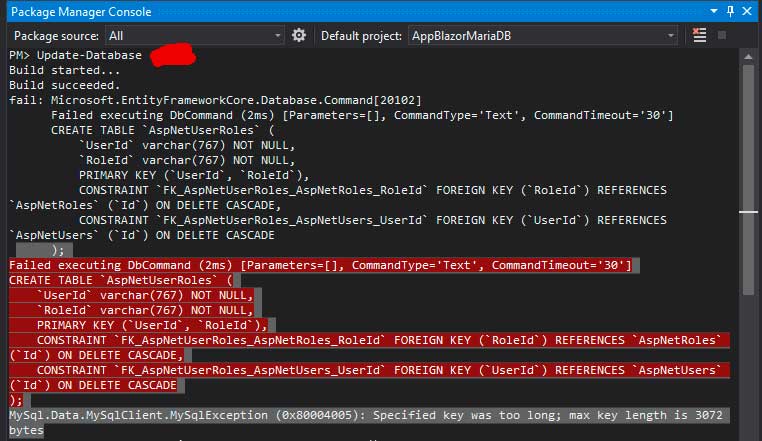 Package Manager Console
Package source: All Default project: AppBlazorMariaDB
PM> Update-Database
Build started...
Build succeeded.
fail: Microsoft.EntityFrameworkCore.Database.Command[20102]
Failed executing DbCommand (2ms) [Parameters=[], CommandType='Text', CommandTimeout='30']
CREATE TABLE `AspNetUserRoles` (
`UserId` varchar(767) NOT NULL,
`RoleId` varchar(767) NOT NULL,
PRIMARY KEY (`UserId`, `RoleId`),
CONSTRAINT `FK_AspNetUserRoles_AspNetRoles_RoleId` FOREIGN KEY (`RoleId`) REFERENCES
`AspNetRoles` (`Id`) ON DELETE CASCADE,
CONSTRAINT `FK_AspNetUserRoles_AspNetUsers_UserId` FOREIGN KEY (`UserId`) REFERENCES
`AspNetUsers` (`Id`) ON DELETE CASCADE
);
Failed executing DbCommand (2ms) [Parameters=[], CommandType='Text', CommandTimeout='30']
CREATE TABLE `AspNetUserRoles` (
`UserId` varchar(767) NOT NULL,
`RoleId` varchar(767) NOT NULL,
PRIMARY KEY (`UserId`, `RoleId`),
CONSTRAINT `FK_AspNetUserRoles_AspNetRoles_RoleId` FOREIGN KEY (`RoleId`) REFERENCES `AspNetRoles`
(`Id`) ON DELETE CASCADE,
CONSTRAINT `FK_AspNetUserRoles_AspNetUsers_UserId` FOREIGN KEY (`UserId`) REFERENCES `AspNetUsers`
(`Id`) ON DELETE CASCADE
);
MySql.Data.MySqlClient.MySqlException (0x80004005): Specified key was too long; max key length is 3072
bytes